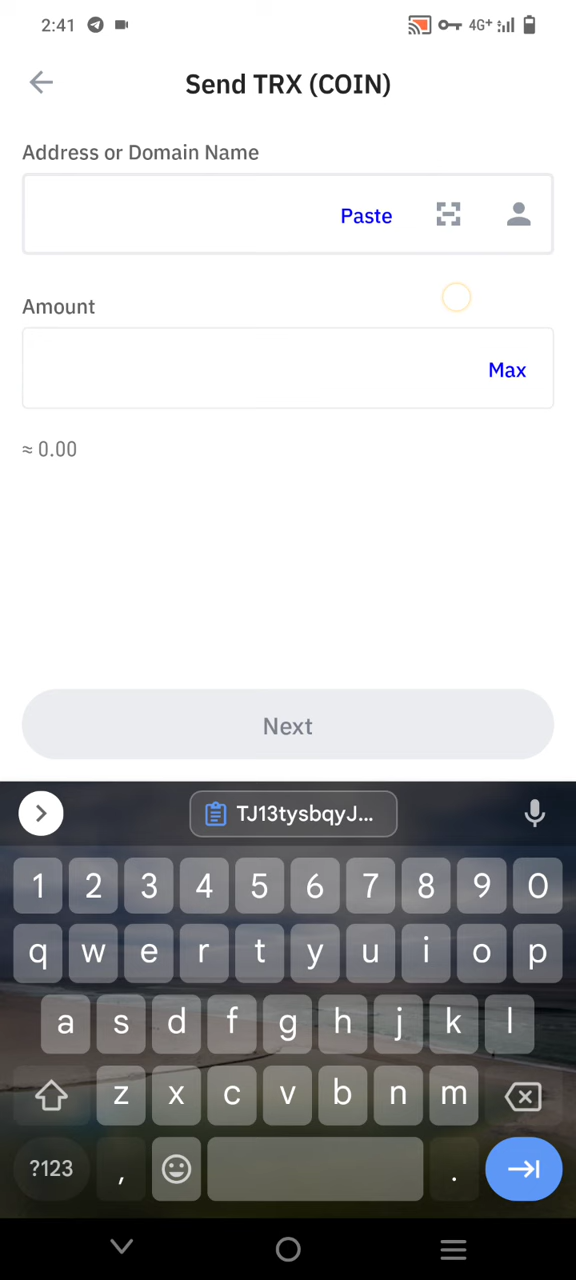 2:41 4G+
Send TRX (COIN)
Address or Domain Name
Paste
Amount
Max
≈ 0.00
Next
TJ13tysbqyJ...
1 2 3 4 5 6 7 8 9 0
q w e r t y u i o p
a s d f g h j k l
z x c v b n m
?123 , .